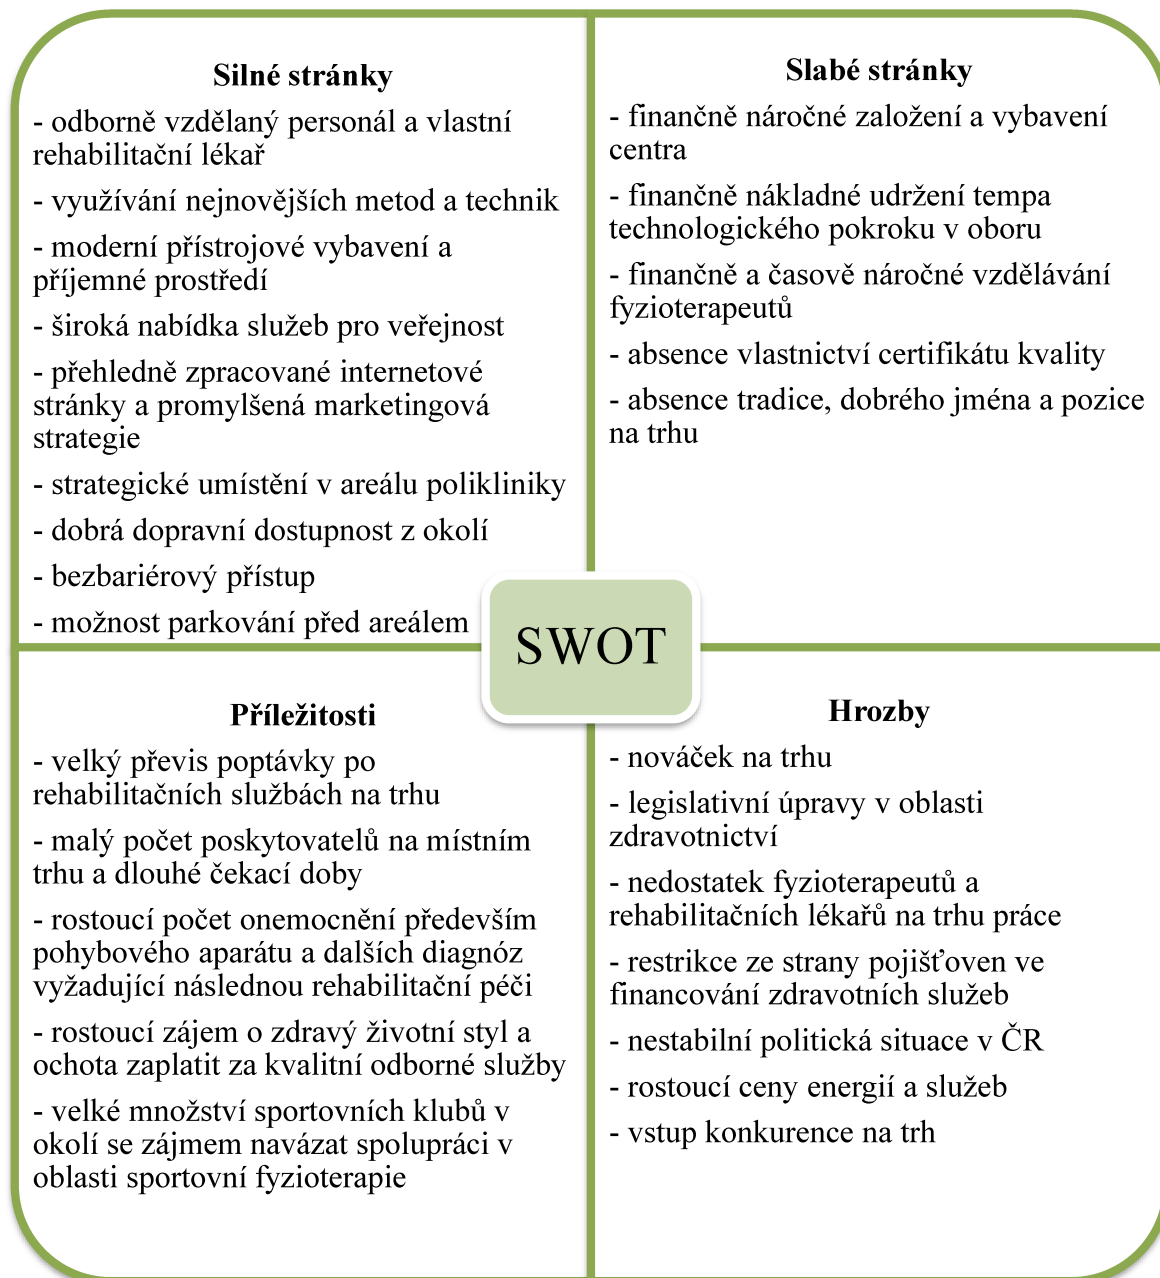 Silné stránky
- odborně vzdělaný personál a vlastní
rehabilitační lékař
- využívání nejnovějších metod a technik
- moderní přístrojové vybavení a
příjemné prostředí
- široká nabídka služeb pro veřejnost
- přehledně zpracované internetové
stránky a promylšená marketingová
strategie
- strategické umístění v areálu polikliniky
- dobrá dopravní dostupnost z okolí
- bezbariérový přístup
- možnost parkování před areálem
Slabé stránky
- finančně náročné založení a vybavení
centra
- finančně nákladné udržení tempa
technologického pokroku v oboru
- finančně a časově náročné vzdělávání
fyzioterapeutů
- absence vlastnictví certifikátu kvality
- absence tradice, dobrého jména a pozice
na trhu
SWOT
Příležitosti
- velký převis poptávky po
rehabilitačních službách na trhu
- malý počet poskytovatelů na místním
trhu a dlouhé čekací doby
- rostoucí počet onemocnění především
pohybového aparátu a dalších diagnóz
vyžadující následnou rehabilitační péči
- rostoucí zájem o zdravý životní styl a
ochota zaplatit za kvalitní odborné služby
- velké množství sportovních klubů v
okolí se zájmem navázat spolupráci v
oblasti sportovní fyzioterapie
Hrozby
- nováček na trhu
- legislativní úpravy v oblasti
zdravotnictví
- nedostatek fyzioterapeutů a
rehabilitačních lékařů na trhu práce
- restrikce ze strany pojišťoven ve
financování zdravotních služeb
- nestabilní politická situace v ČR
- rostoucí ceny energií a služeb
- vstup konkurence na trh